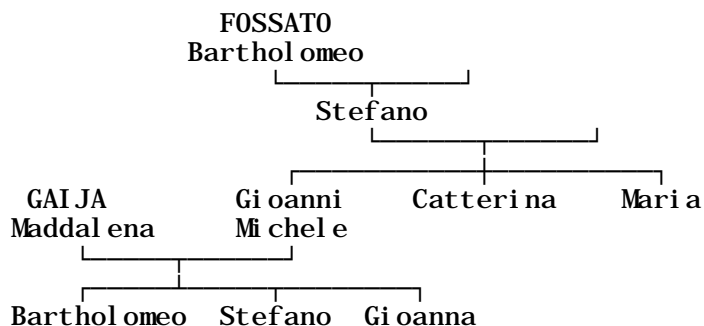 FOSSATO
Bartholomeo
Stefano
GAIJA Gioanni Catterina Maria
Maddalena Michele
Bartholomeo Stefano Gioanna